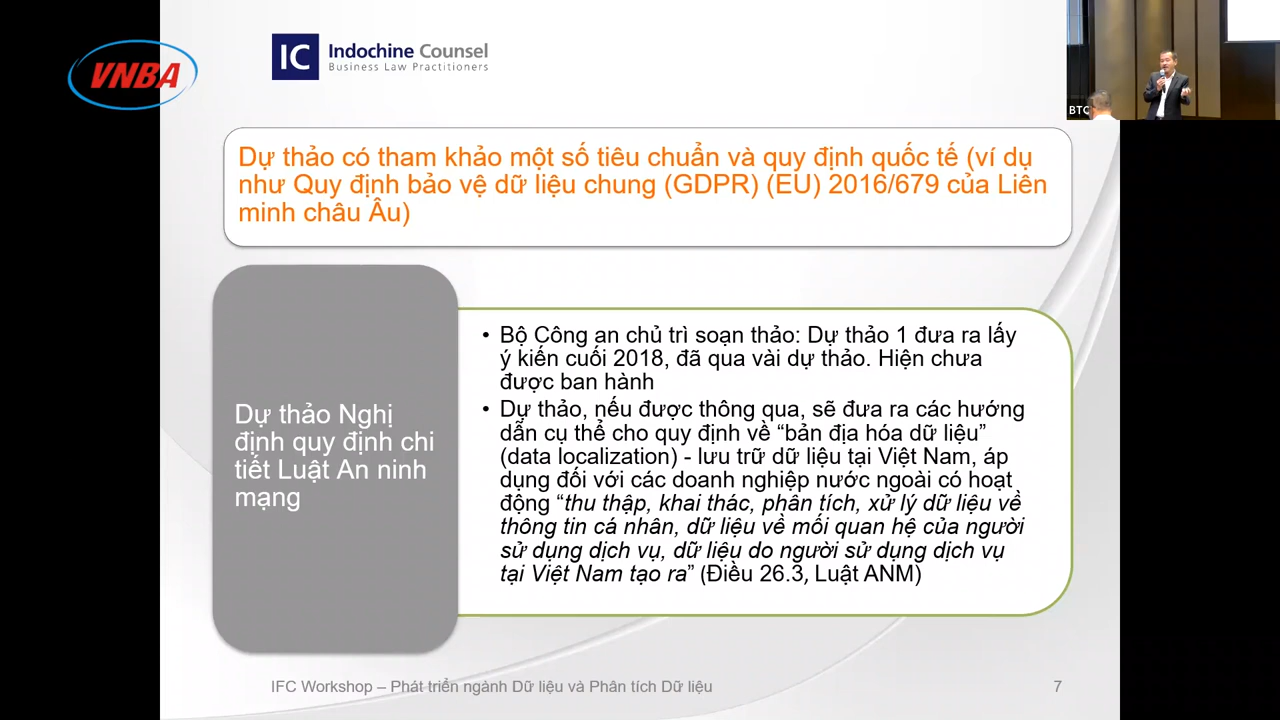 VNBA
IC Indochine Counsel
Business Law Practitioners
BTC
Dự thảo có tham khảo một số tiêu chuẩn và quy định quốc tế (ví dụ
như Quy định bảo vệ dữ liệu chung (GDPR) (EU) 2016/679 của Liên
minh châu Âu)
Dự thảo Nghị
định quy định chi
tiết Luật An ninh
mạng
• Bộ Công an chủ trì soạn thảo: Dự thảo 1 đưa ra lấy
ý kiến cuối 2018, đã qua vài dự thảo. Hiện chưa
được ban hành
• Dự thảo, nếu được thông qua, sẽ đưa ra các hướng
dẫn cụ thể cho quy định về “bản địa hóa dữ liệu”
(data localization) - lưu trữ dữ liệu tại Việt Nam, áp
dụng đối với các doanh nghiệp nước ngoài có hoạt
động “thu thập, khai thác, phân tích, xử lý dữ liệu về
thông tin cá nhân, dữ liệu về mối quan hệ của người
sử dụng dịch vụ, dữ liệu do người sử dụng dịch vụ
tại Việt Nam tạo ra” (Điều 26.3, Luật ANM)
IFC Workshop – Phát triển ngành Dữ liệu và Phân tích Dữ liệu
7